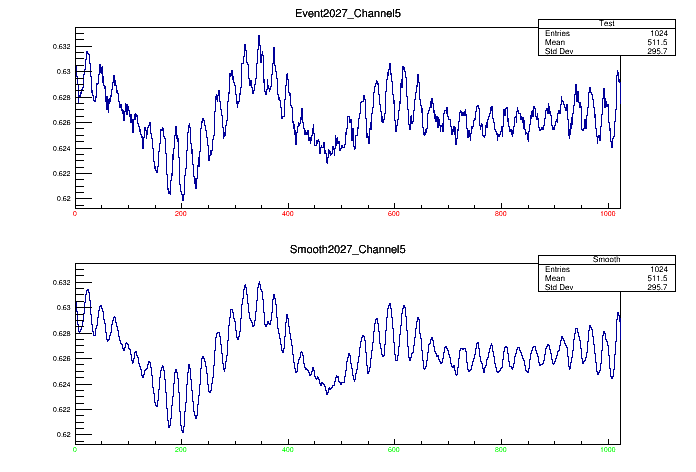 Event2027_Channel5
Test
Entries 1024
Mean 511.5
Std Dev 295.7
0.632
0.63
0.628
0.626
0.624
0.622
0.62
0 200 400 600 800 1000
Smooth2027_Channel5
Smooth
Entries 1024
Mean 511.5
Std Dev 295.7
0.632
0.63
0.628
0.626
0.624
0.622
0.62
0 200 400 600 800 1000